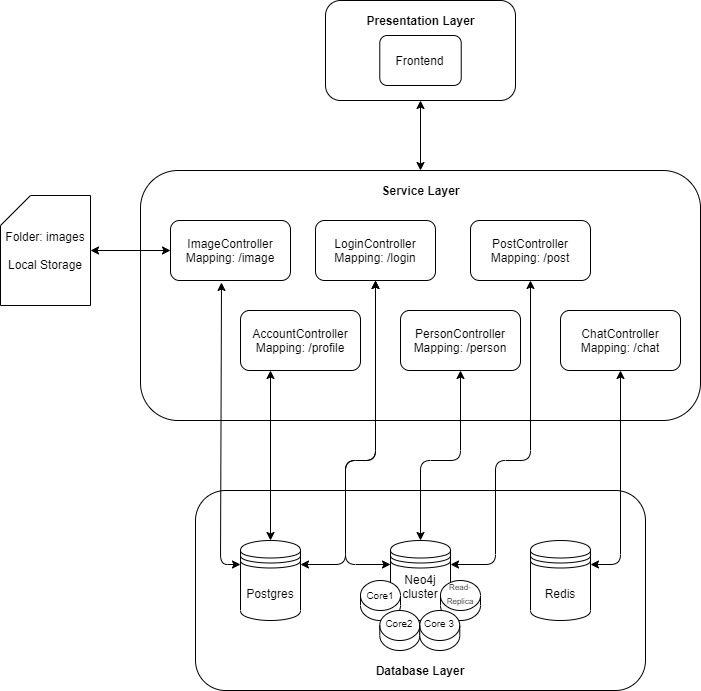 Presentation Layer
Frontend
Service Layer
Folder: images
Local Storage
ImageController
Mapping: /image
LoginController
Mapping: /login
PostController
Mapping: /post
AccountController
Mapping: /profile
PersonController
Mapping: /person
ChatController
Mapping: /chat
Postgres
Neo4j
cluster
Core1
Read-
Replica
Core2
Core 3
Redis
Database Layer